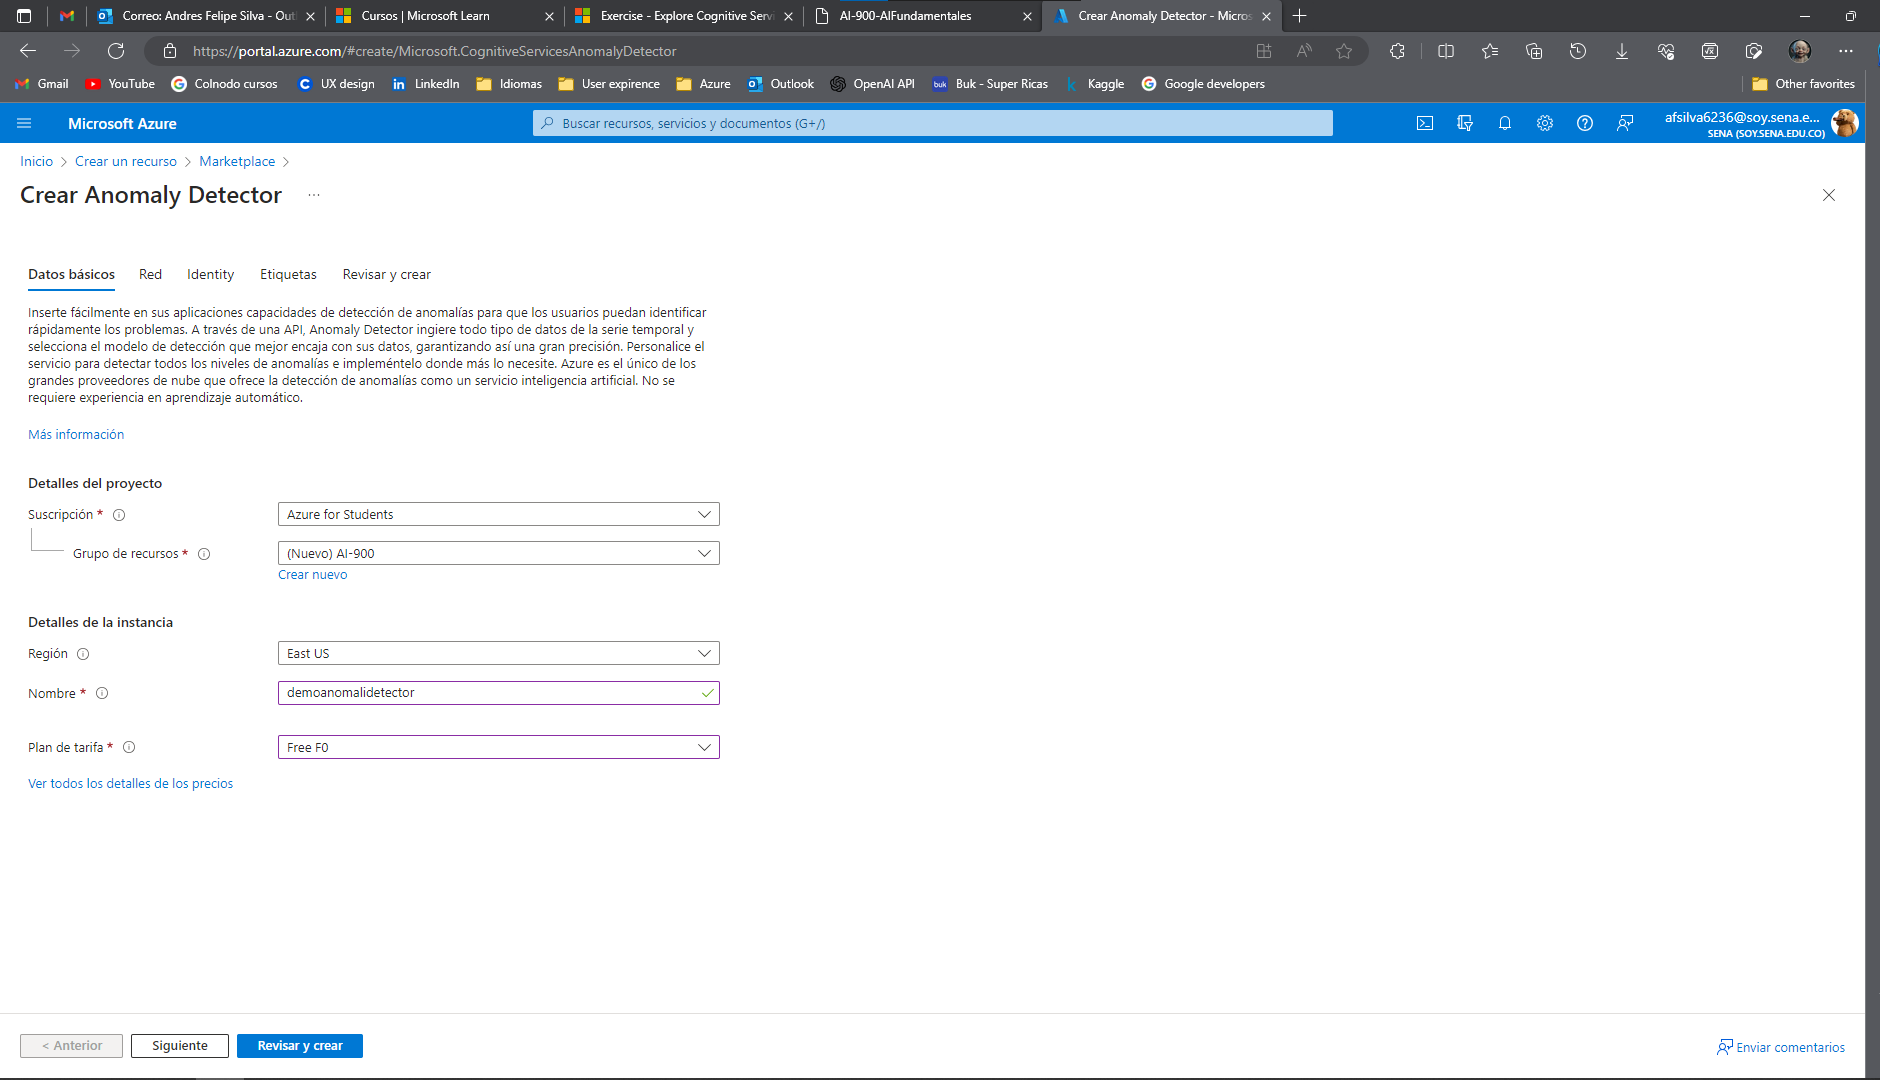 Correo: Andres Felipe Silva - Out
Cursos | Microsoft Learn
Exercise - Explore Cognitive Servi
AI-900-AIFundamentales
Crear Anomaly Detector - Micros
https://portal.azure.com/#create/Microsoft.CognitiveServicesAnomalyDetector
Gmail
YouTube
Colnodo cursos
UX design
LinkedIn
Idiomas
User expirence
Azure
Outlook
OpenAI API
Buk - Super Ricas
Kaggle
Google developers
Other favorites
Microsoft Azure
Buscar recursos, servicios y documentos (G+/)
afsilva6236@soy.sena.e...
SENA (SOY.SENA.EDU.CO)
Inicio > Crear un recurso > Marketplace >
Crear Anomaly Detector ...
Datos básicos Red Identity Etiquetas Revisar y crear
Inserte fácilmente en sus aplicaciones capacidades de detección de anomalías para que los usuarios puedan identificar
rápidamente los problemas. A través de una API, Anomaly Detector ingiere todo tipo de datos de la serie temporal y
selecciona el modelo de detección que mejor encaja con sus datos, garantizando así una gran precisión. Personalice el
servicio para detectar todos los niveles de anomalías e impleméntelo donde más lo necesite. Azure es el único de los
grandes proveedores de nube que ofrece la detección de anomalías como un servicio inteligencia artificial. No se
requiere experiencia en aprendizaje automático.
Más información
Detalles del proyecto
Suscripción *
Azure for Students
Grupo de recursos *
(Nuevo) AI-900
Crear nuevo
Detalles de la instancia
Región
East US
Nombre *
demoanomalidetector
Plan de tarifa *
Free F0
Ver todos los detalles de los precios
< Anterior
Siguiente
Revisar y crear
Enviar comentarios